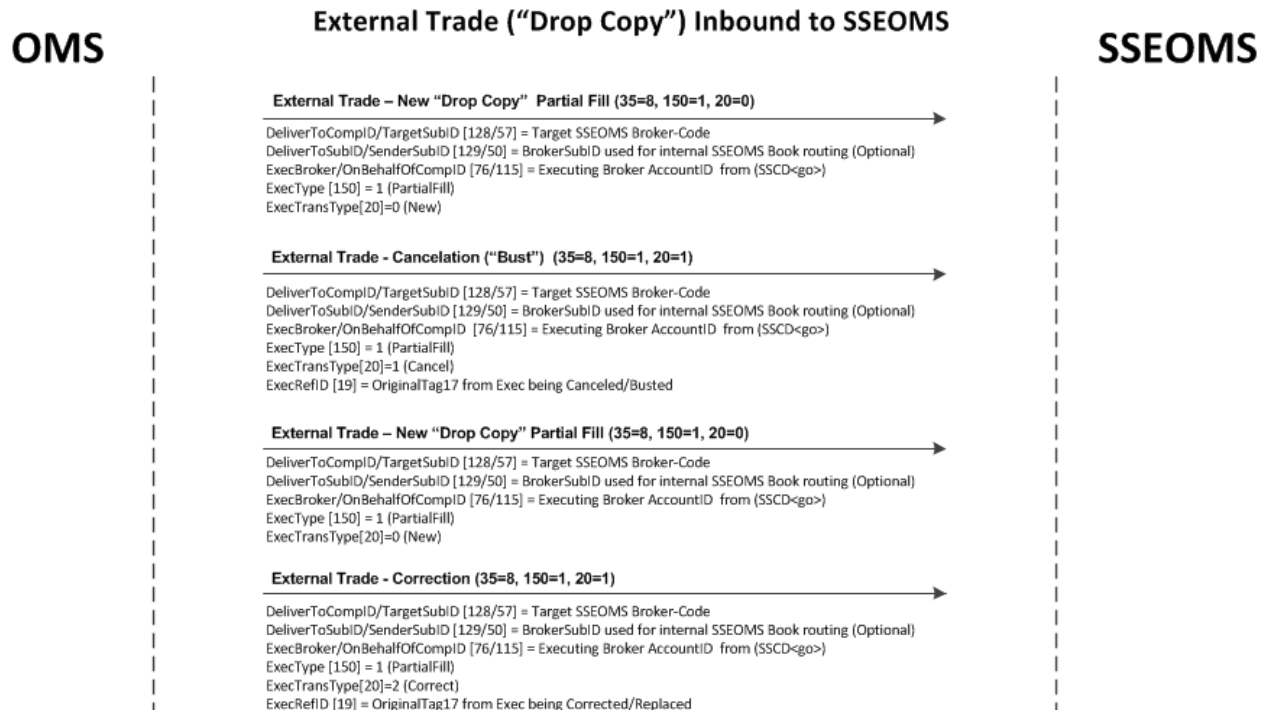 External Trade (“Drop Copy”) Inbound to SSEOMS
OMS
SSEOMS
External Trade – New “Drop Copy”  Partial Fill (35=8, 150=1, 20=0)
DeliverToCompID/TargetSubID [128/57] = Target SSEOMS Broker-Code
DeliverToSubID/SenderSubID [129/50] = BrokerSubID used for internal SSEOMS Book routing (Optional)
ExecBroker/OnBehalfOfCompID [76/115] = Executing Broker AccountID  from (SSCD<go>)
ExecType [150] = 1 (PartialFill)
ExecTransType[20]=0 (New)
External Trade - Cancelation (“Bust”)  (35=8, 150=1, 20=1)
DeliverToCompID/TargetSubID [128/57] = Target SSEOMS Broker-Code
DeliverToSubID/SenderSubID [129/50] = BrokerSubID used for internal SSEOMS Book routing (Optional)
ExecBroker/OnBehalfOfCompID  [76/115] = Executing Broker AccountID  from (SSCD<go>)
ExecType [150] = 1 (PartialFill)
ExecTransType[20]=1 (Cancel)
ExecRefID [19] = OriginalTag17 from Exec being Canceled/Busted
External Trade – New “Drop Copy” Partial Fill (35=8, 150=1, 20=0)
DeliverToCompID/TargetSubID [128/57] = Target SSEOMS Broker-Code
DeliverToSubID/SenderSubID [129/50] = BrokerSubID used for internal SSEOMS Book routing (Optional)
ExecBroker/OnBehalfOfCompID [76/115] = Executing Broker AccountID  from (SSCD<go>)
ExecType [150] = 1 (PartialFill)
ExecTransType[20]=0 (New)
External Trade - Correction (35=8, 150=1, 20=1)
DeliverToCompID/TargetSubID [128/57] = Target SSEOMS Broker-Code
DeliverToSubID/SenderSubID [129/50] = BrokerSubID used for internal SSEOMS Book routing (Optional)
ExecBroker/OnBehalfOfCompID [76/115] = Executing Broker AccountID  from (SSCD<go>)
ExecType [150] = 1 (PartialFill)
ExecTransType[20]=2 (Correct)
ExecRefID [19] = OriginalTag17 from Exec being Corrected/Replaced